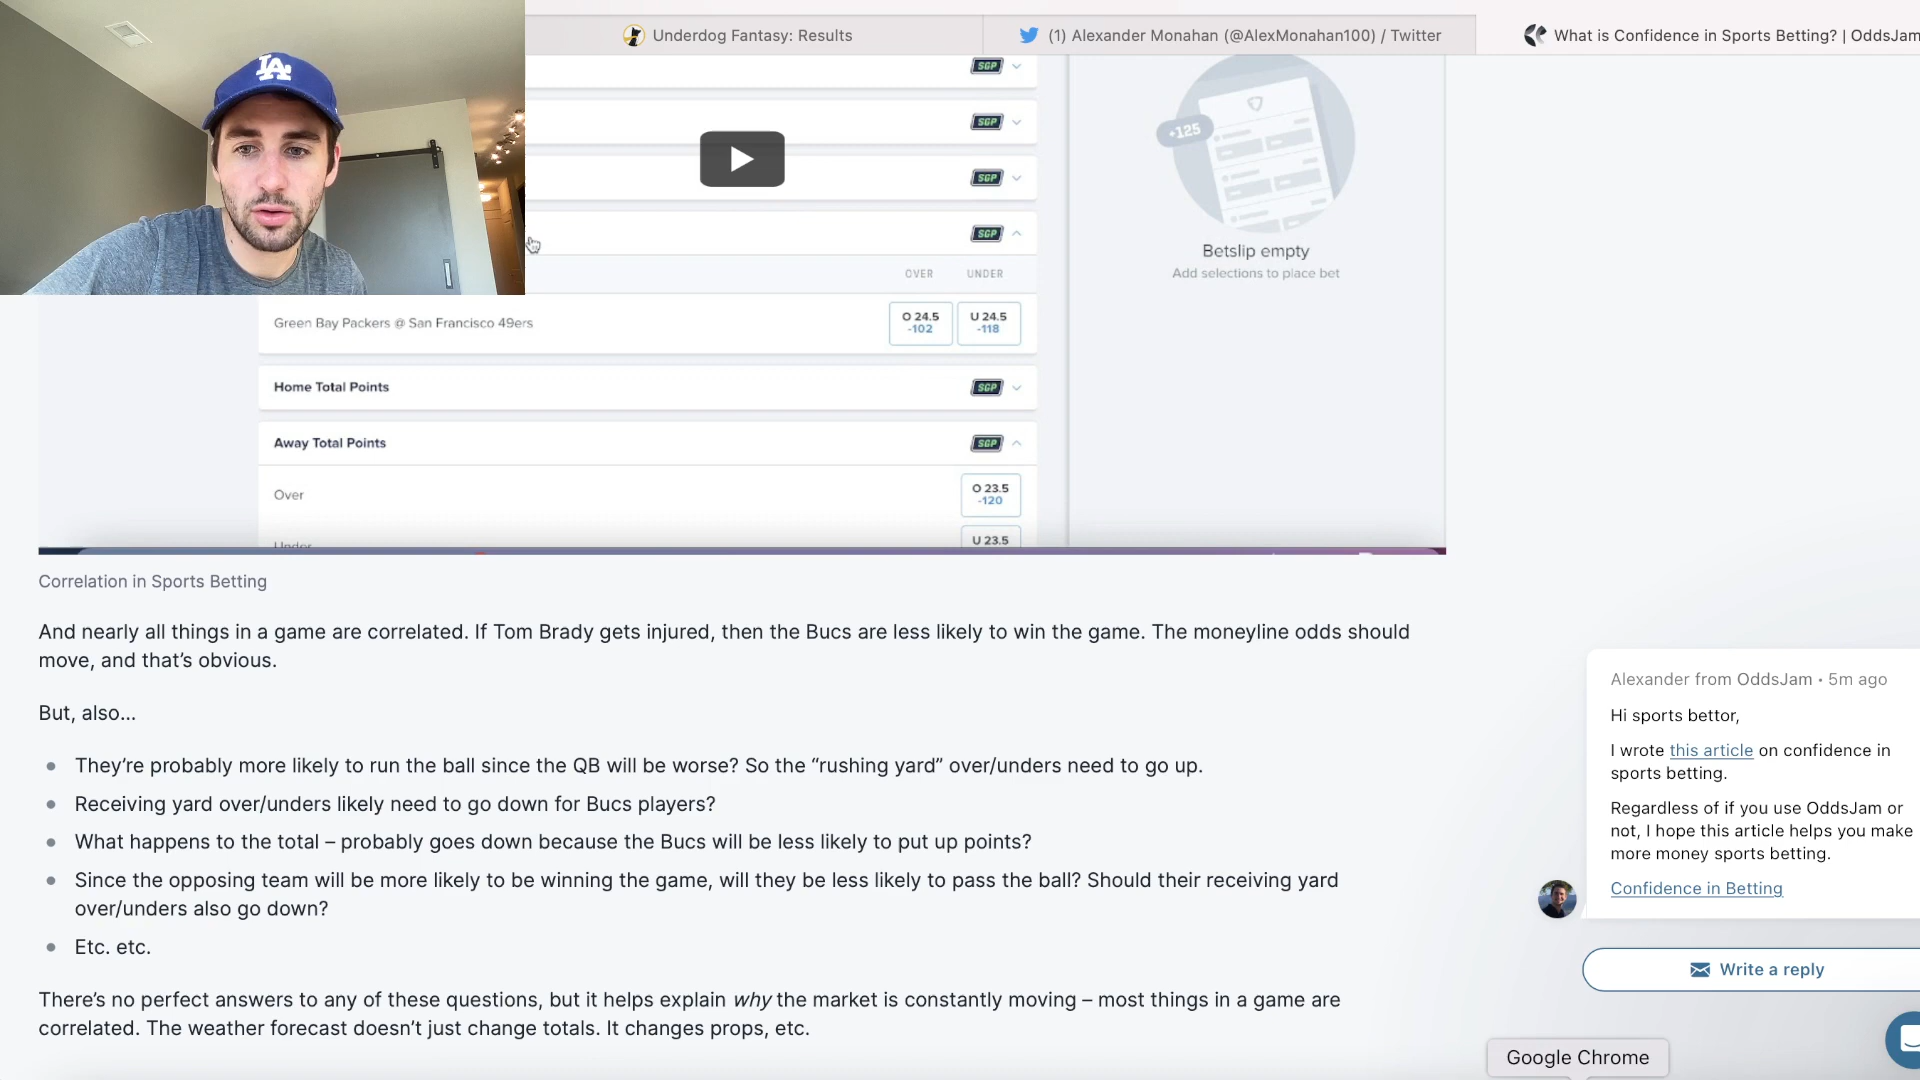 Underdog Fantasy: Results
(1) Alexander Monahan (@AlexMonahan100) / Twitter
What is Confidence in Sports Betting? | OddsJam
LA
SGP
SGP
SGP
SGP
+125
Betslip empty
Add selections to place bet
OVER UNDER
Green Bay Packers @ San Francisco 49ers
O 24.5 U 24.5
-102 -118
Home Total Points
SGP
Away Total Points
SGP
Over
O 23.5
-120
Under
U 23.5
Correlation in Sports Betting
And nearly all things in a game are correlated. If Tom Brady gets injured, then the Bucs are less likely to win the game. The moneyline odds should
move, and that’s obvious.
But, also…
They’re probably more likely to run the ball since the QB will be worse? So the “rushing yard” over/unders need to go up.
Receiving yard over/unders likely need to go down for Bucs players?
What happens to the total – probably goes down because the Bucs will be less likely to put up points?
Since the opposing team will be more likely to be winning the game, will they be less likely to pass the ball? Should their receiving yard
over/unders also go down?
Etc. etc.
There’s no perfect answers to any of these questions, but it helps explain why the market is constantly moving – most things in a game are
correlated. The weather forecast doesn’t just change totals. It changes props, etc.
Alexander from OddsJam • 5m ago
Hi sports bettor,
I wrote this article on confidence in
sports betting.
Regardless of if you use OddsJam or
not, I hope this article helps you make
more money sports betting.
Confidence in Betting
Write a reply
Google Chrome